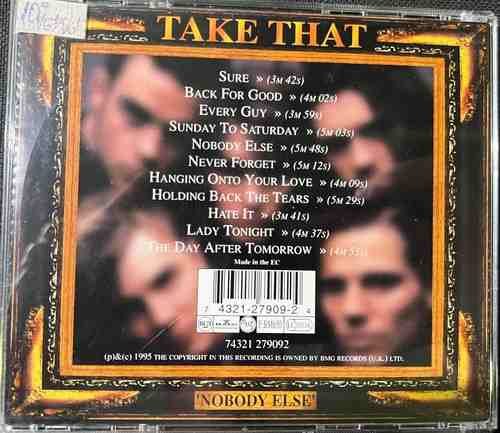 TAKE THAT
SURE » (3M 42S)
BACK FOR GOOD » (4M 02S)
EVERY GUY » (3M 59S)
SUNDAY TO SATURDAY » (5M 03S)
NOBODY ELSE » (5M 48S)
NEVER FORGET » (5M 12S)
HANGING ONTO YOUR LOVE » (4M 09S)
HOLDING BACK THE TEARS » (5M 29S)
HATE IT » (3M 41S)
LADY TONIGHT » (4M 37S)
THE DAY AFTER TOMORROW » (4M 55S)
Made in the EC
7 4321-27909-2 4
74321 279092
(p)&(c) 1995 THE COPYRIGHT IN THIS RECORDING IS OWNED BY BMG RECORDS (U.K.) LTD.
'NOBODY ELSE'